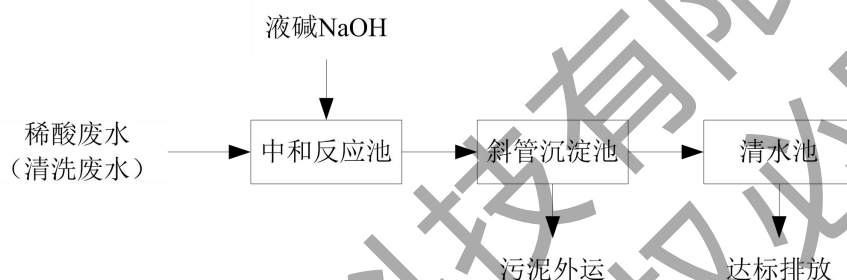 液碱NaOH
稀酸废水
（清洗废水）
中和反应池
斜管沉淀池
清水池
污泥外运
达标排放